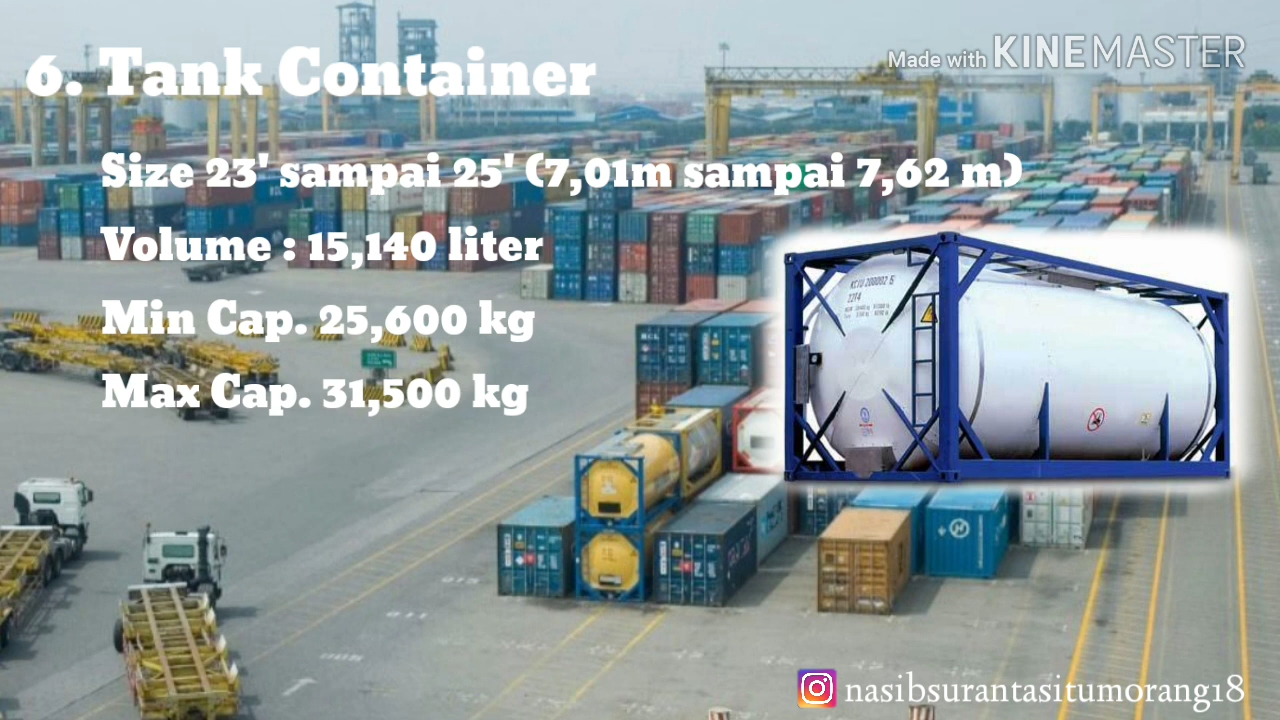 Made with KINEMASTER
6. Tank Container
Size 23' sampai 25' (7,01m sampai 7,62 m)
Volume : 15,140 liter
Min Cap. 25,600 kg
Max Cap. 31,500 kg
2214
nasibsurantasitumorang18